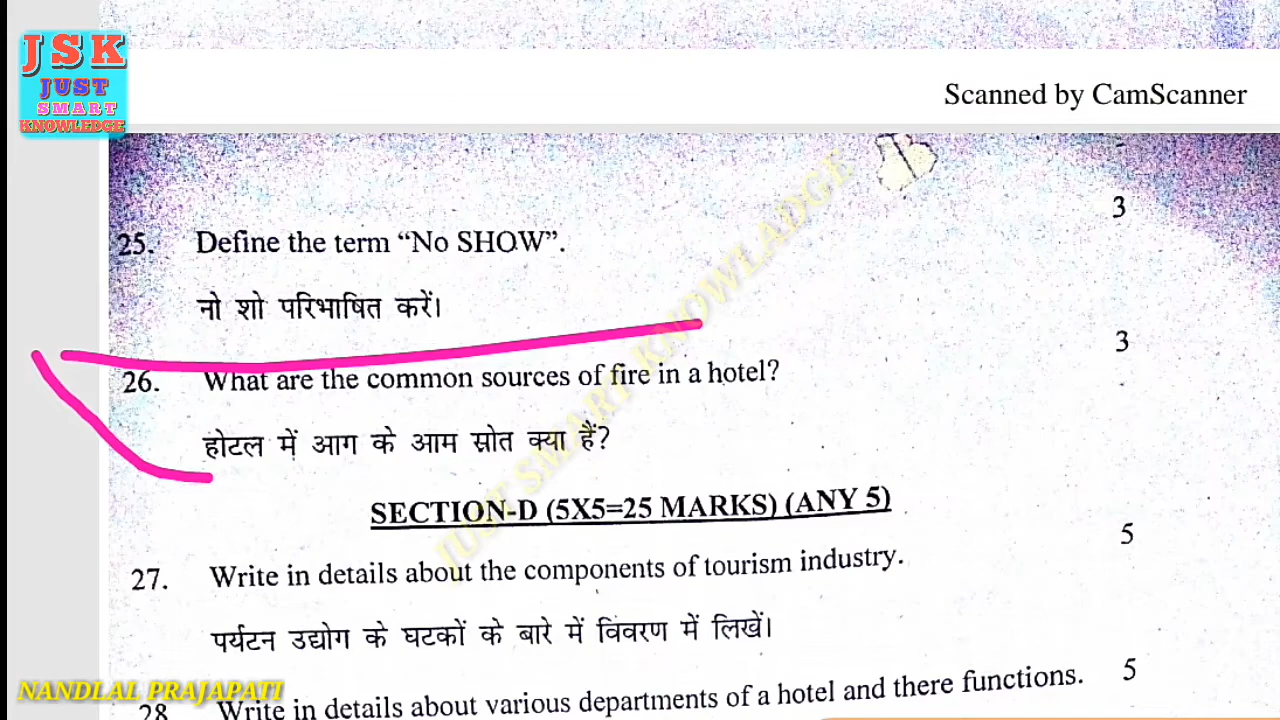 JSK
JUST
SMART
KNOWLEDGE
Scanned by CamScanner
3
25. Define the term “No SHOW”.
नो शो परिभाषित करें।
3
26. What are the common sources of fire in a hotel?
होटल में आग के आम स्रोत क्या हैं?
SECTION-D (5X5=25 MARKS) (ANY 5)
5
27. Write in details about the components of tourism industry.
पर्यटन उद्योग के घटकों के बारे में विवरण में लिखें।
5
28. Write in details about various departments of a hotel and there functions.
JUST SMART KNOWLADGE
NANDLAL PRAJAPATI